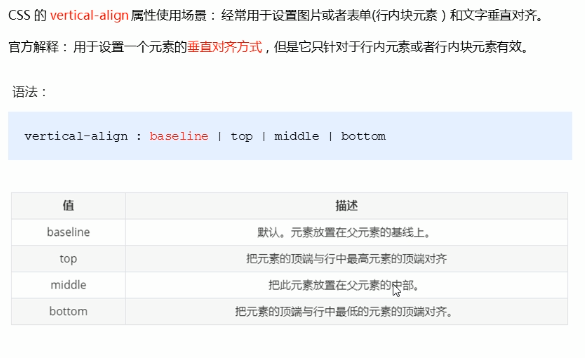 CSS 的 vertical-align 属性使用场景： 经常用于设置图片或者表单(行内块元素）和文字垂直对齐。
官方解释： 用于设置一个元素的垂直对齐方式，但是它只针对于行内元素或者行内块元素有效。
语法：
vertical-align : baseline | top | middle | bottom
值 描述
baseline 默认。元素放置在父元素的基线上。
top 把元素的顶端与行中最高元素的顶端对齐
middle 把此元素放置在父元素的中部。
bottom 把元素的顶端与行中最低的元素的顶端对齐。